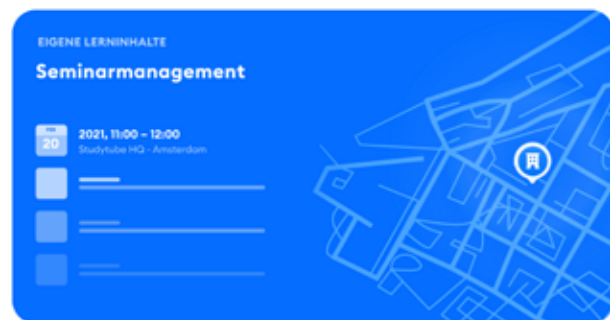 EIGENE LERNINHALTE
Seminarmanagement
20
2021, 11:00 – 12:00
Studytube HQ - Amsterdam